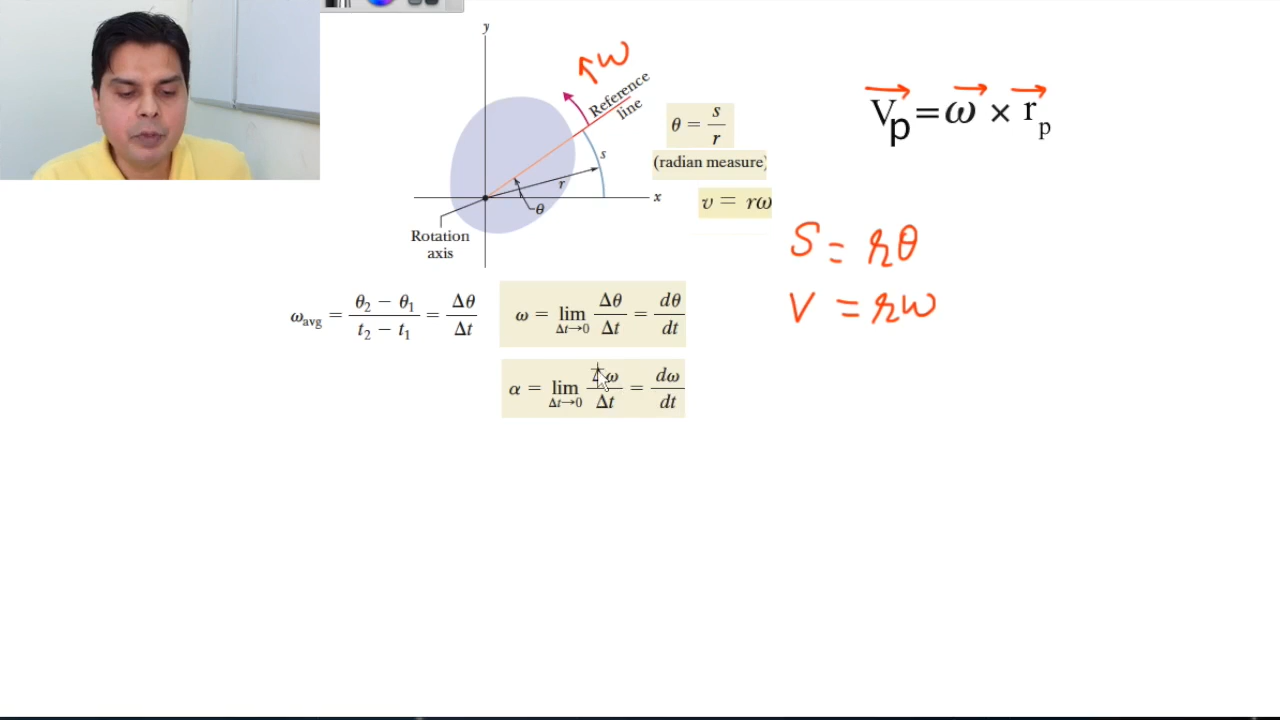 y
ω
Reference
line
s
r
θ
x
Rotation
axis
θ = s/r
(radian measure)
v = rω
V⃗p = ω⃗ × r⃗p
S = rθ
V = rω
ωavg = (θ2 − θ1)/(t2 − t1) = Δθ/Δt
ω = lim Δt→0 Δθ/Δt = dθ/dt
α = lim Δt→0 Δω/Δt = dω/dt